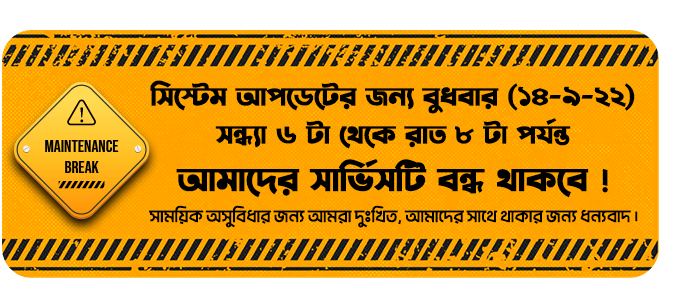 সিস্টেম আপডেটের জন্য বুধবার (১৪-৯-২২)
সন্ধ্যা ৬ টা থেকে রাত ৮ টা পর্যন্ত
MAINTENANCE
BREAK
আমাদের সার্ভিসটি বন্ধ থাকবে !
সাময়িক অসুবিধার জন্য আমরা দুঃখিত, আমাদের সাথে থাকার জন্য ধন্যবাদ।